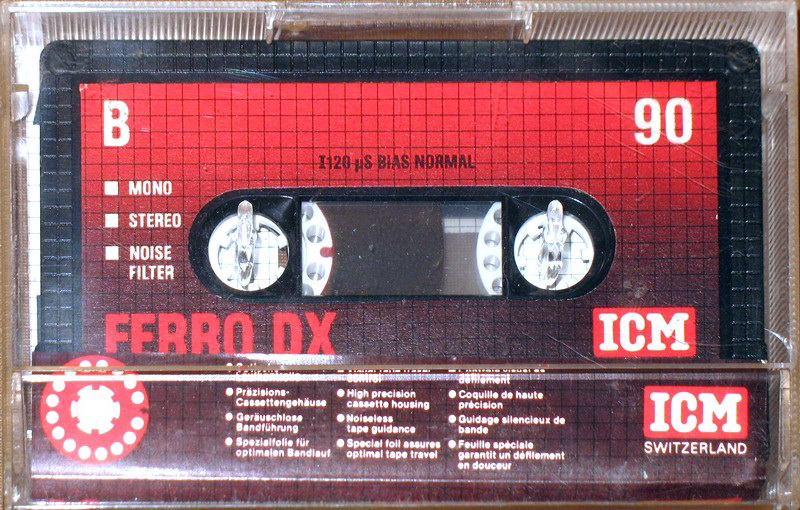 B
90
I 120 µS BIAS NORMAL
MONO
STEREO
NOISE
FILTER
FERRO DX
ICM
Präzisions-
Cassettengehäuse
Geräuschlose
Bandführung
Spezialfolie für
optimalen Bandlauf
control
High precision
cassette housing
Noiseless
tape guidance
Special foil assures
optimal tape travel
défilement
Coquille de haute
précision
Guidage silencieux de
bande
Feuille spéciale
garantit un défilement
en douceur
ICM
SWITZERLAND